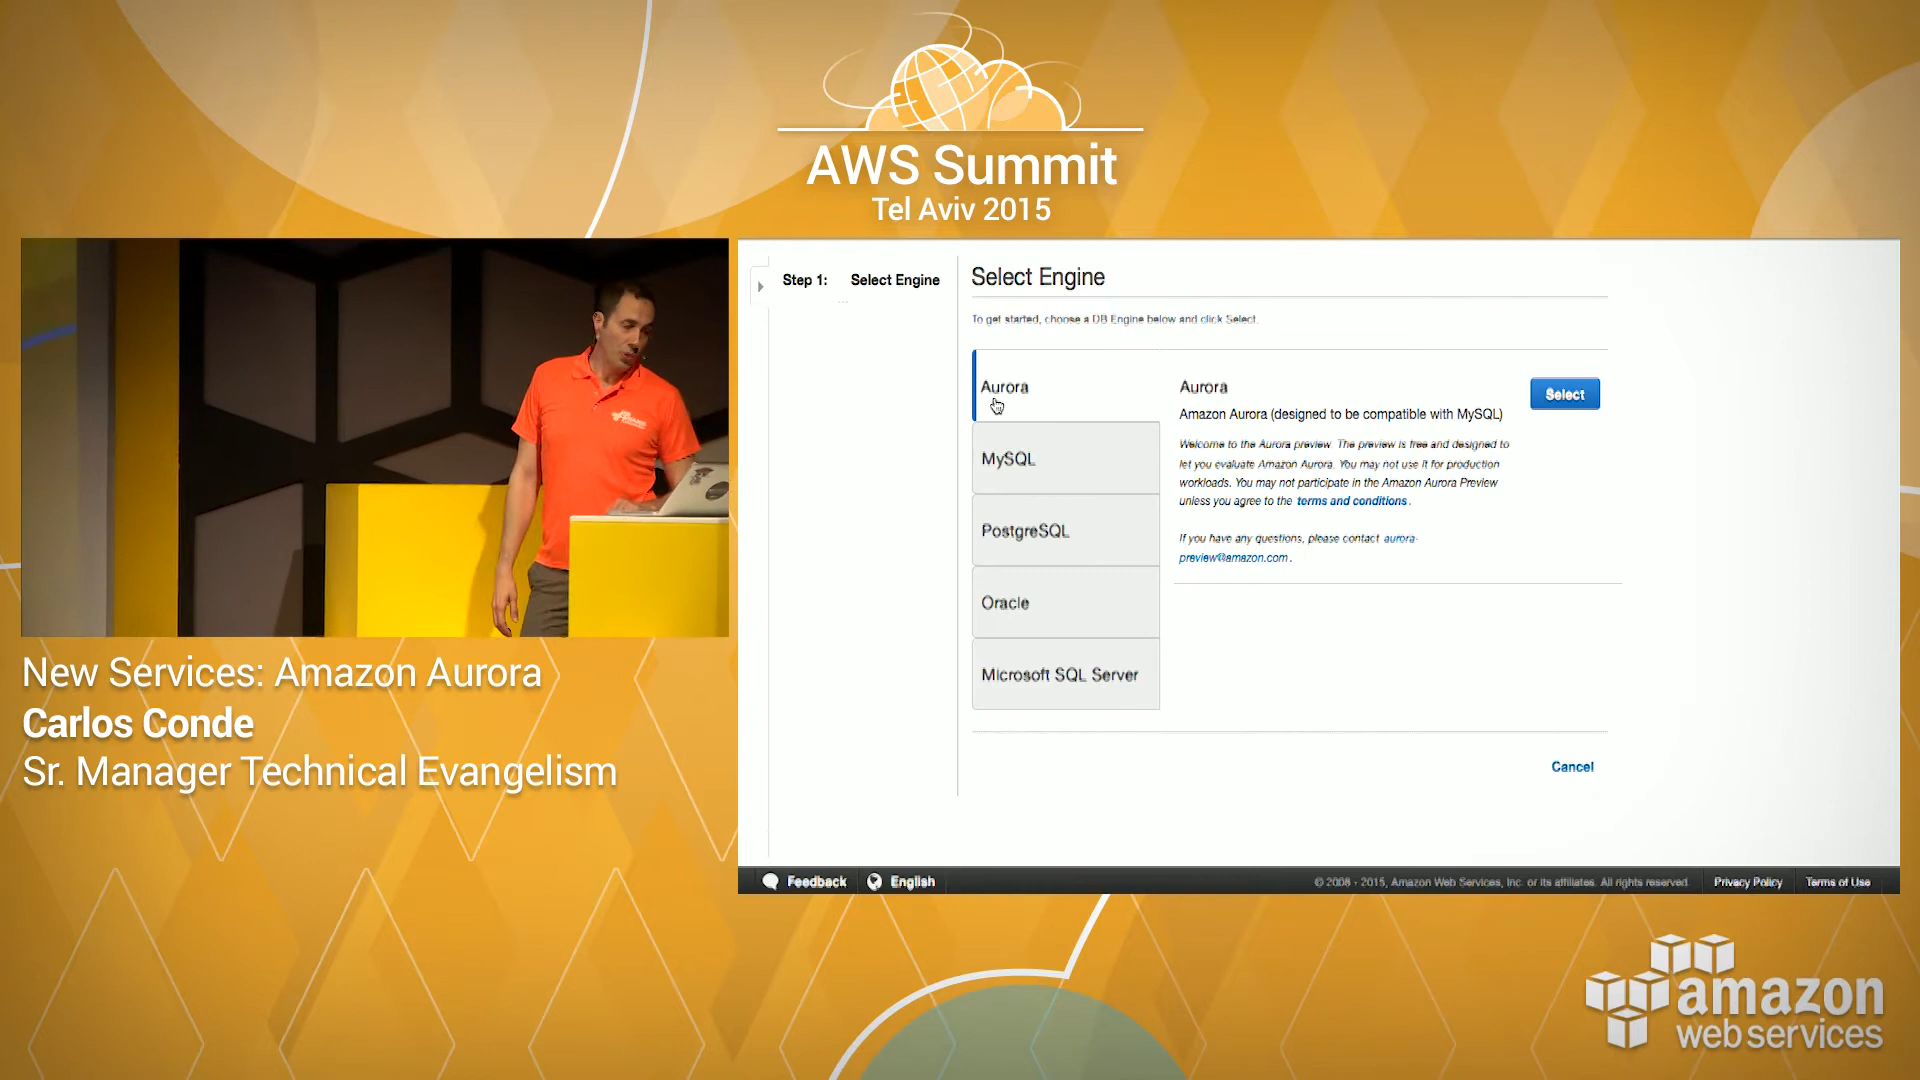 AWS Summit
Tel Aviv 2015
New Services: Amazon Aurora
Carlos Conde
Sr. Manager Technical Evangelism
Step 1: Select Engine
Select Engine
To get started, choose a DB Engine below and click Select.
Aurora
MySQL
PostgreSQL
Oracle
Microsoft SQL Server
Aurora
Select
Amazon Aurora (designed to be compatible with MySQL)
Welcome to the Aurora preview. The preview is free and designed to
let you evaluate Amazon Aurora. You may not use it for production
workloads. You may not participate in the Amazon Aurora Preview
unless you agree to the terms and conditions.
If you have any questions, please contact aurora-
preview@amazon.com.
Cancel
Feedback
English
© 2008 - 2015, Amazon Web Services, Inc. or its affiliates. All rights reserved.
Privacy Policy
Terms of Use
amazon
web services